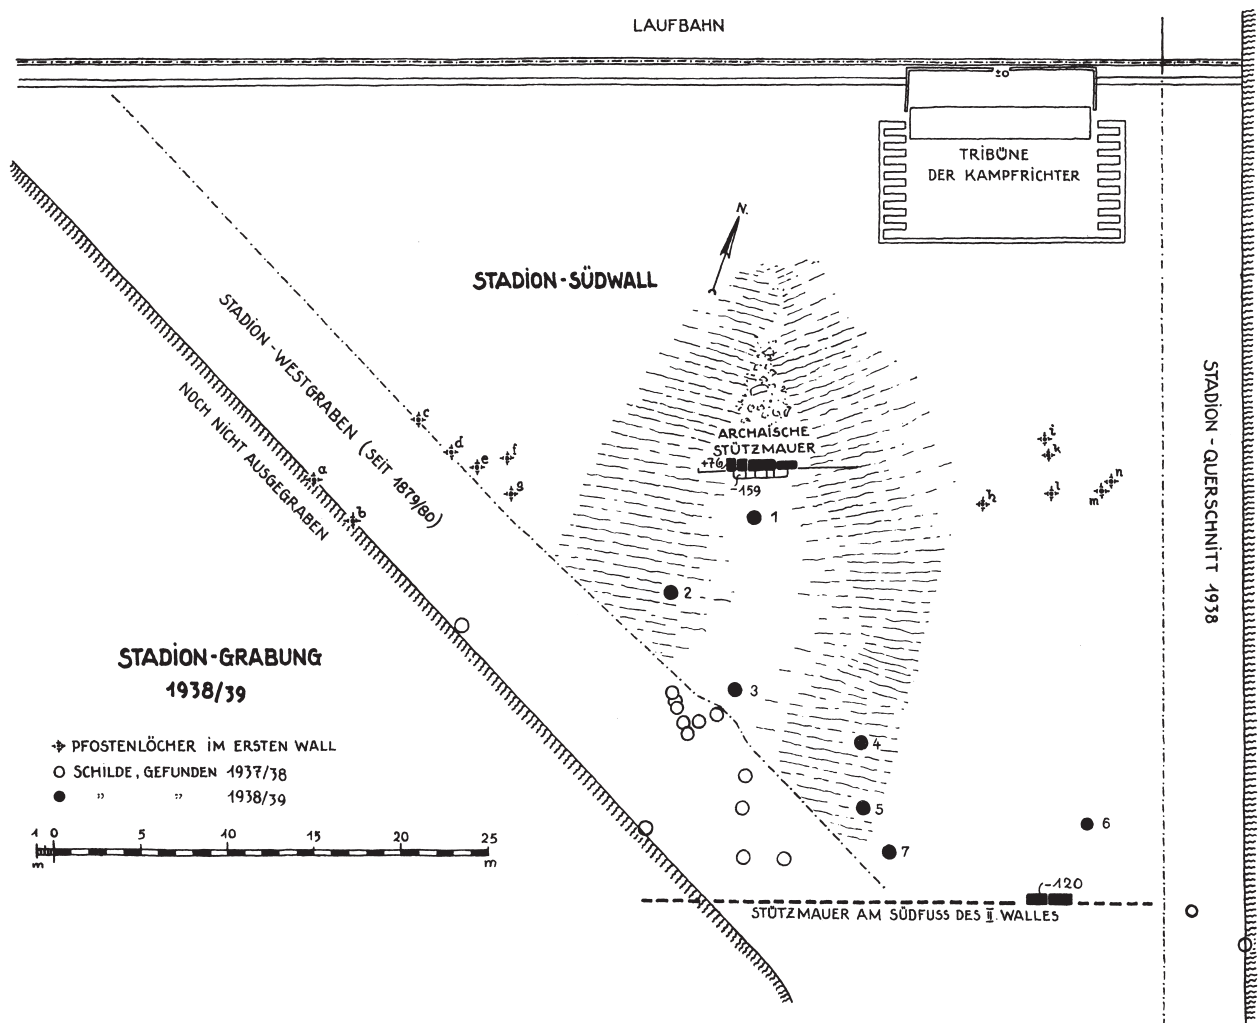 LAUFBAHN
±0
TRIBÜNE
DER KAMPFRICHTER
N.
STADION-SÜDWALL
STADION-WESTGRABEN (SEIT 1879/80)
NOCH NICHT AUSGEGRABEN
STADION-QUERSCHNITT 1938
ARCHAISCHE
STÜTZMAUER
+76
-159
a
b
c
d
e
f
g
h
i
k
l
m
n
1
2
3
4
5
6
7
STADION-GRABUNG
1938/39
PFOSTENLÖCHER IM ERSTEN WALL
SCHILDE, GEFUNDEN 1937/38
" " 1938/39
1 0 5 10 15 20 25
m m
-120
STÜTZMAUER AM SÜDFUSS DES II. WALLES